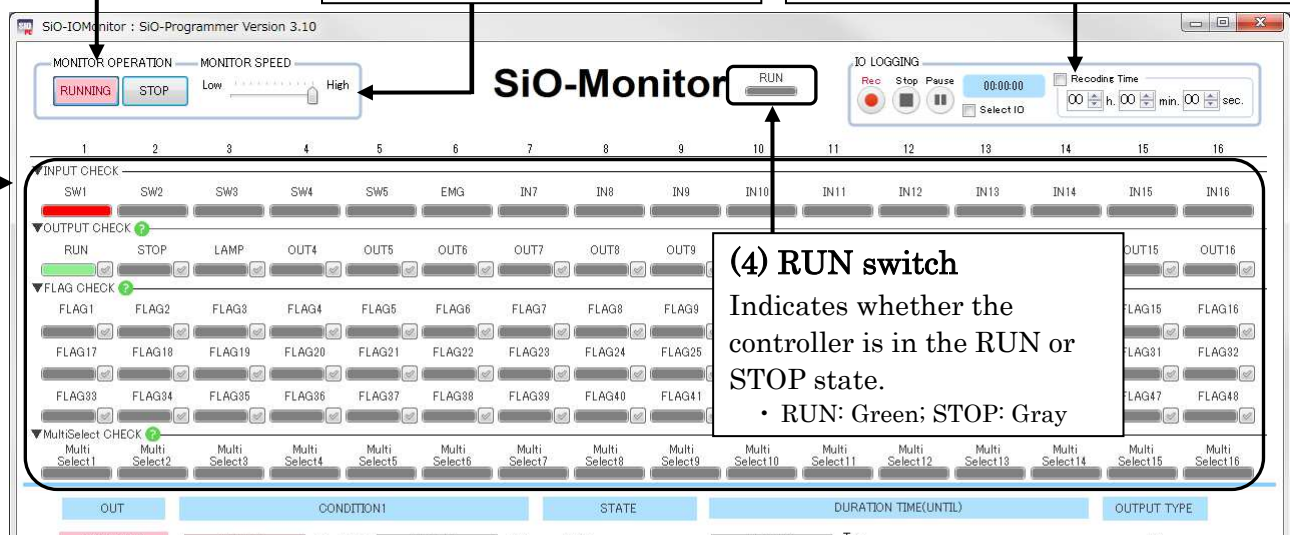 SiO-IOMonitor : SiO-Programmer Version 3.10
MONITOR OPERATION
MONITOR SPEED
RUNNING
STOP
Low
High
SiO-Monitor
RUN
IO LOGGING
Rec Stop Pause
00:00:00
Select IO
Recoding Time
00 h. 00 min. 00 sec.
1 2 3 4 5 6 7 8 9 10 11 12 13 14 15 16
▼INPUT CHECK
SW1 SW2 SW3 SW4 SW5 EMG IN7 IN8 IN9 IN10 IN11 IN12 IN13 IN14 IN15 IN16
▼OUTPUT CHECK ?
RUN STOP LAMP OUT4 OUT5 OUT6 OUT7 OUT8 OUT9 OUT15 OUT16
▼FLAG CHECK ?
FLAG1 FLAG2 FLAG3 FLAG4 FLAG5 FLAG6 FLAG7 FLAG8 FLAG9 FLAG15 FLAG16
FLAG17 FLAG18 FLAG19 FLAG20 FLAG21 FLAG22 FLAG23 FLAG24 FLAG25 FLAG31 FLAG32
FLAG33 FLAG34 FLAG35 FLAG36 FLAG37 FLAG38 FLAG39 FLAG40 FLAG41 FLAG47 FLAG48
(4) RUN switch
Indicates whether the
controller is in the RUN or
STOP state.
・RUN: Green; STOP: Gray
▼MultiSelect CHECK ?
Multi Multi Multi Multi Multi Multi Multi Multi Multi Multi Multi Multi Multi Multi Multi Multi
Select1 Select2 Select3 Select4 Select5 Select6 Select7 Select8 Select9 Select10 Select11 Select12 Select13 Select14 Select15 Select16
OUT CONDITION1 STATE DURATION TIME(UNTIL) OUTPUT TYPE